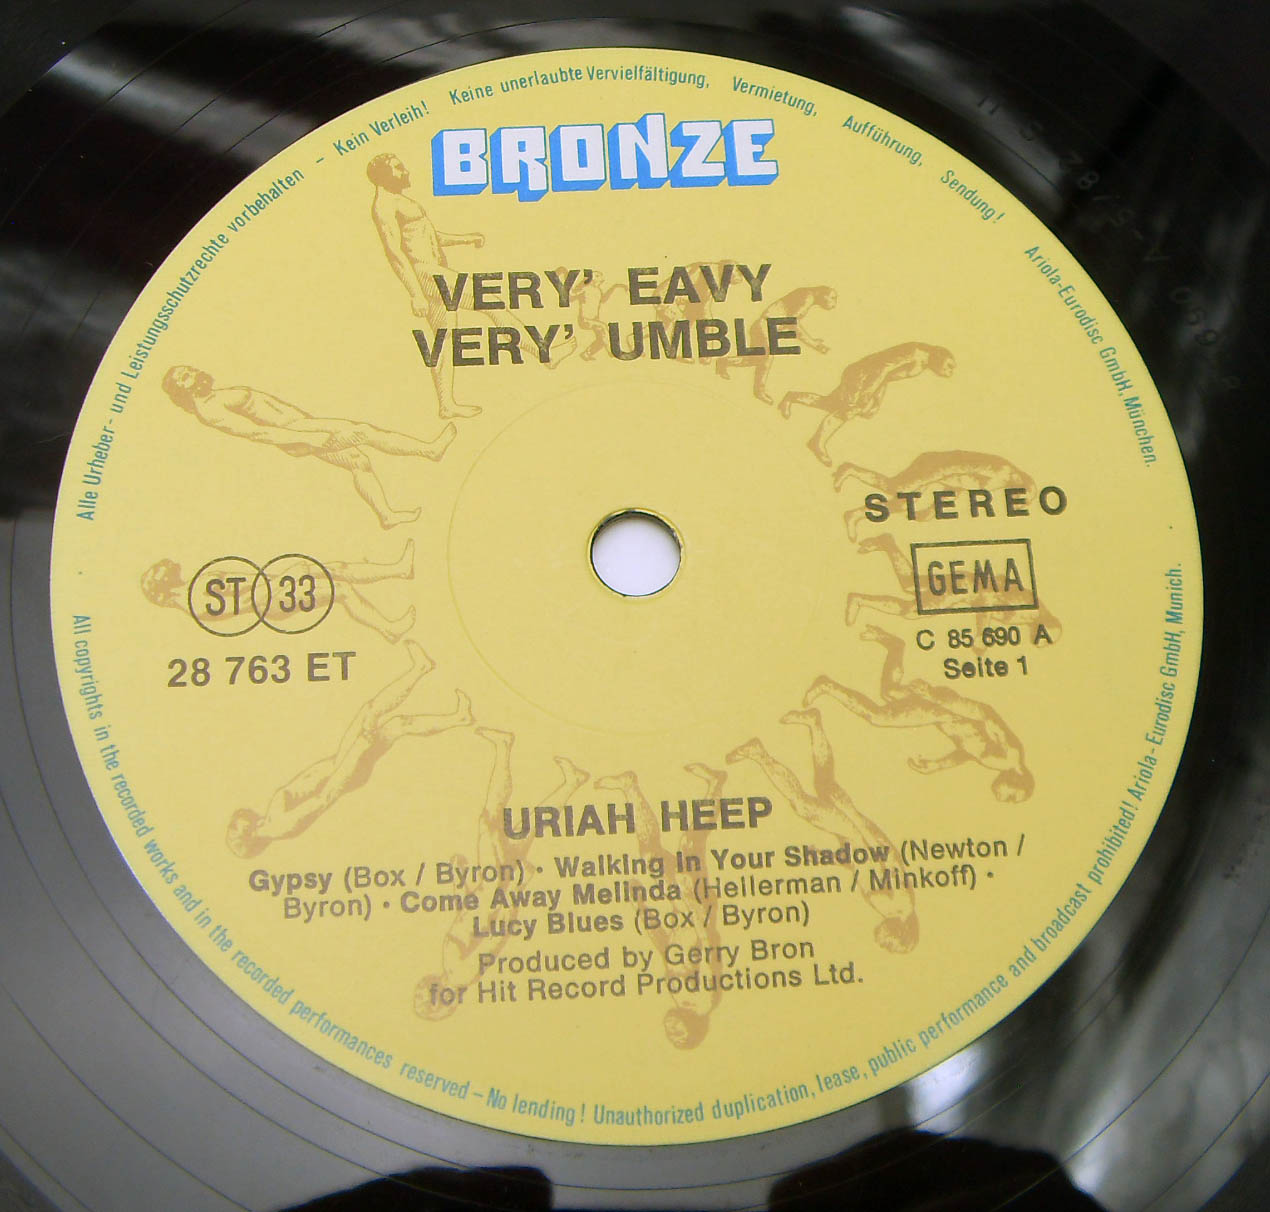 Alle Urheber- und Leistungsschutzrechte vorbehalten – Kein Verleih! Keine unerlaubte Vervielfältigung, Vermietung, Aufführung, Sendung! Ariola-Eurodisc GmbH, München.
BRONZE
VERY' EAVY
VERY' UMBLE
STEREO
GEMA
C 85 690 A
Seite 1
ST 33
28 763 ET
URIAH HEEP
Gypsy (Box / Byron) · Walking In Your Shadow (Newton /
Byron) · Come Away Melinda (Hellerman / Minkoff) ·
Lucy Blues (Box / Byron)
Produced by Gerry Bron
for Hit Record Productions Ltd.
All copyrights in the recorded works and in the recorded performances reserved – No lending! Unauthorized duplication, lease, public performance and broadcast prohibited! Ariola-Eurodisc GmbH, Munich.